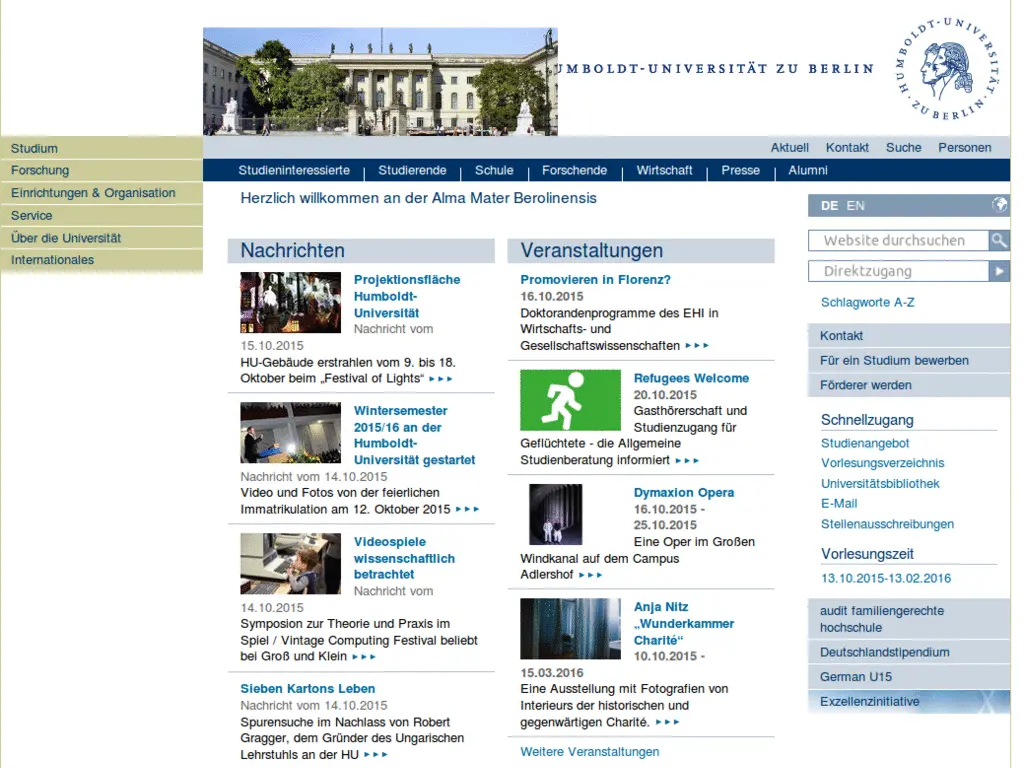 UMBOLDT-UNIVERSITÄT ZU BERLIN
HUMBOLDT-UNIVERSITÄT
· ZU BERLIN ·
Aktuell Kontakt Suche Personen
Studieninteressierte Studierende Schule Forschende Wirtschaft Presse Alumni
Studium
Forschung
Einrichtungen & Organisation
Service
Über die Universität
Internationales
Herzlich willkommen an der Alma Mater Berolinensis
Nachrichten
Projektionsfläche
Humboldt-
Universität
Nachricht vom
15.10.2015
HU-Gebäude erstrahlen vom 9. bis 18.
Oktober beim „Festival of Lights“ ►►►
Wintersemester
2015/16 an der
Humboldt-
Universität gestartet
Nachricht vom 14.10.2015
Video und Fotos von der feierlichen
Immatrikulation am 12. Oktober 2015 ►►►
Videospiele
wissenschaftlich
betrachtet
Nachricht vom
14.10.2015
Symposion zur Theorie und Praxis im
Spiel / Vintage Computing Festival beliebt
bei Groß und Klein ►►►
Sieben Kartons Leben
Nachricht vom 14.10.2015
Spurensuche im Nachlass von Robert
Gragger, dem Gründer des Ungarischen
Lehrstuhls an der HU ►►►
Veranstaltungen
Promovieren in Florenz?
16.10.2015
Doktorandenprogramme des EHI in
Wirtschafts- und
Gesellschaftswissenschaften ►►►
Refugees Welcome
20.10.2015
Gasthörerschaft und
Studienzugang für
Geflüchtete - die Allgemeine
Studienberatung informiert ►►►
Dymaxion Opera
16.10.2015 -
25.10.2015
Eine Oper im Großen
Windkanal auf dem Campus
Adlershof ►►►
Anja Nitz
„Wunderkammer
Charité“
10.10.2015 -
15.03.2016
Eine Ausstellung mit Fotografien von
Interieurs der historischen und
gegenwärtigen Charité. ►►►
Weitere Veranstaltungen
DE EN
Website durchsuchen
Direktzugang
Schlagworte A-Z
Kontakt
Für ein Studium bewerben
Förderer werden
Schnellzugang
Studienangebot
Vorlesungsverzeichnis
Universitätsbibliothek
E-Mail
Stellenausschreibungen
Vorlesungszeit
13.10.2015-13.02.2016
audit familiengerechte
hochschule
Deutschlandstipendium
German U15
Exzellenzinitiative